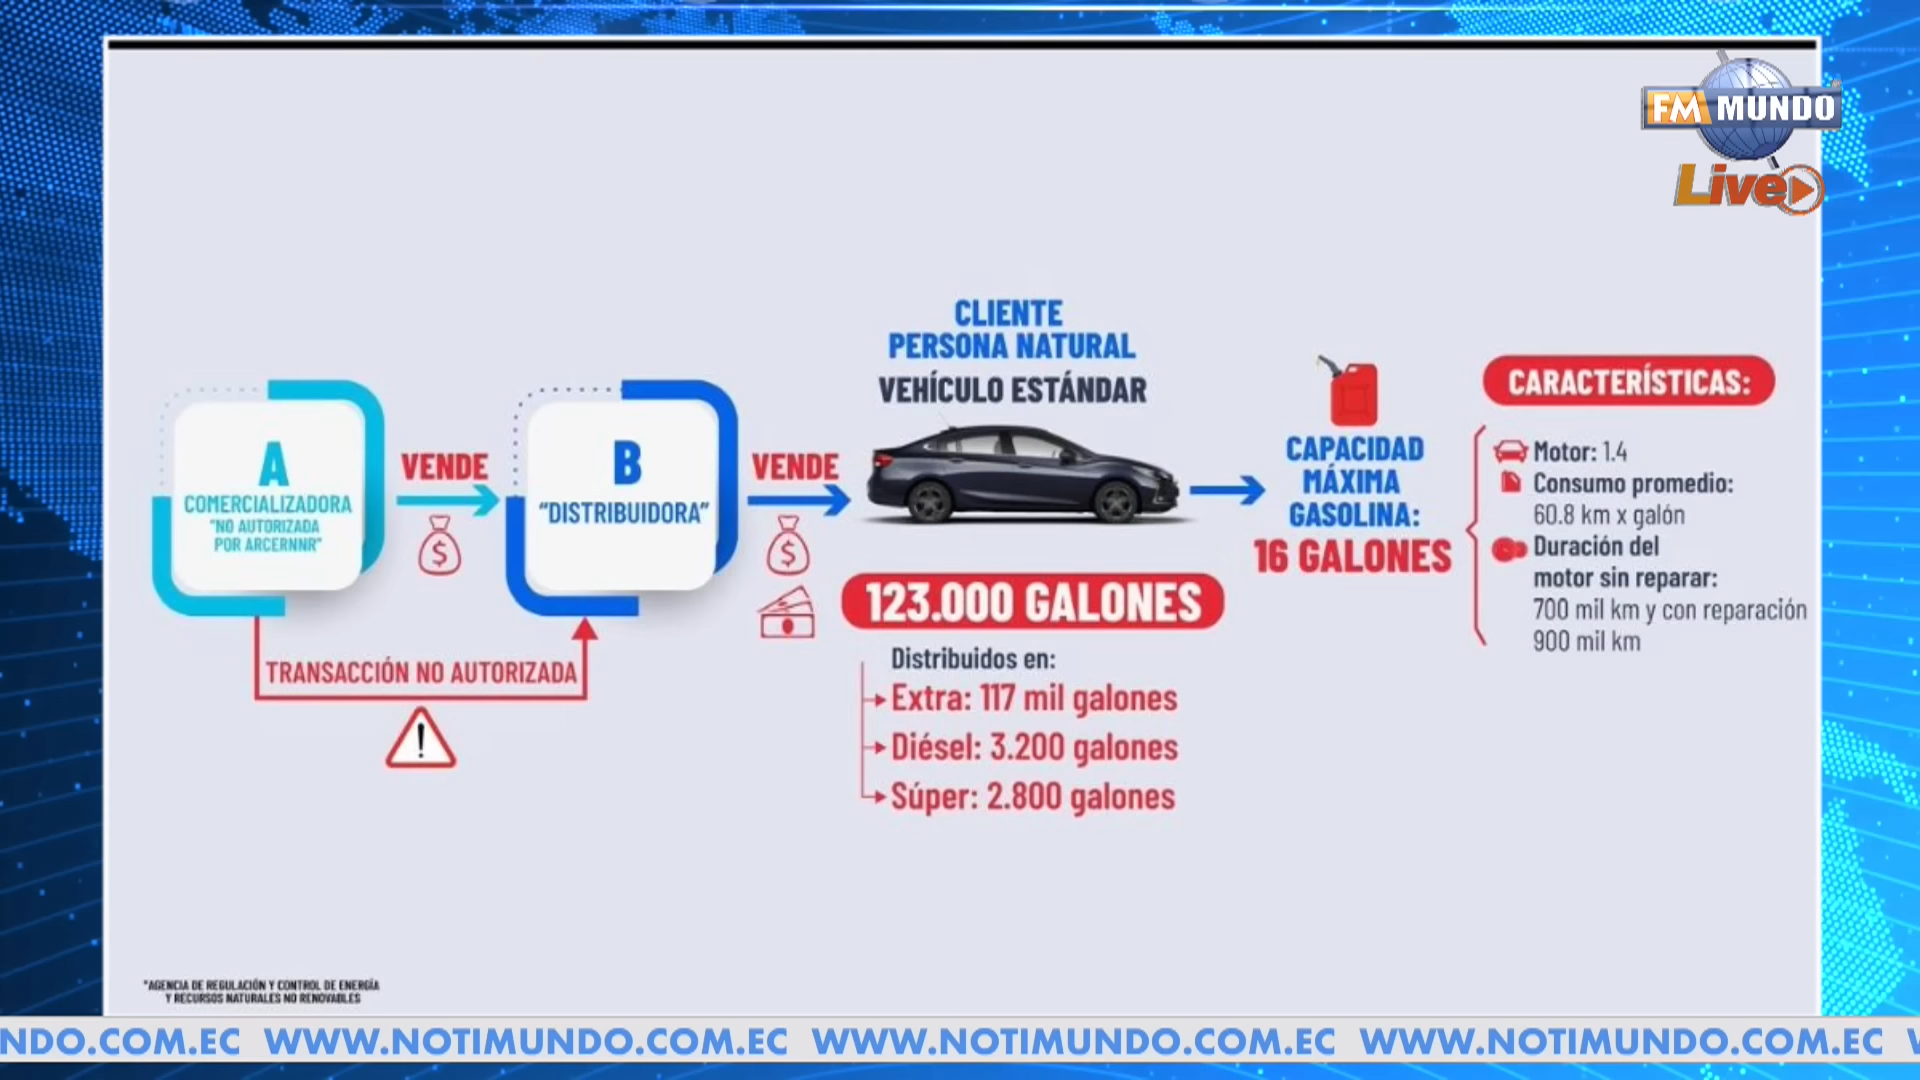 FM MUNDO
Live
CLIENTE
PERSONA NATURAL
VEHÍCULO ESTÁNDAR
A
COMERCIALIZADORA
"NO AUTORIZADA
POR ARCERNNR"
VENDE
$
B
"DISTRIBUIDORA"
VENDE
$
TRANSACCIÓN NO AUTORIZADA
!
123.000 GALONES
Distribuidos en:
Extra: 117 mil galones
Diésel: 3.200 galones
Súper: 2.800 galones
CAPACIDAD
MÁXIMA
GASOLINA:
16 GALONES
CARACTERÍSTICAS:
Motor: 1.4
Consumo promedio:
60.8 km x galón
Duración del
motor sin reparar:
700 mil km y con reparación
900 mil km
*AGENCIA DE REGULACIÓN Y CONTROL DE ENERGÍA
Y RECURSOS NATURALES NO RENOVABLES
NDO.COM.EC WWW.NOTIMUNDO.COM.EC WWW.NOTIMUNDO.COM.EC WWW.NOTIMUNDO.COM.EC W